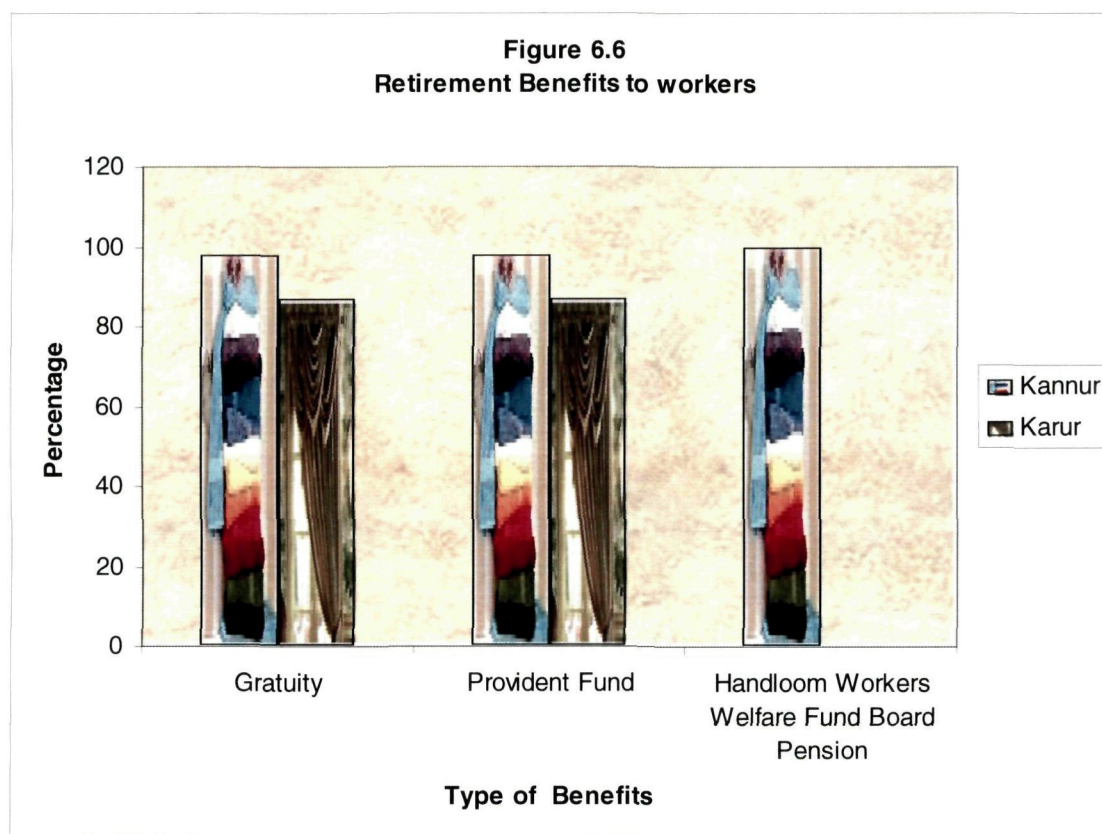 Figure 6.6
Retirement Benefits to workers
120
100
80
60
40
20
0
Percentage
Gratuity
Provident Fund
Handloom Workers
Welfare Fund Board
Pension
Type of Benefits
Kannur
Karur